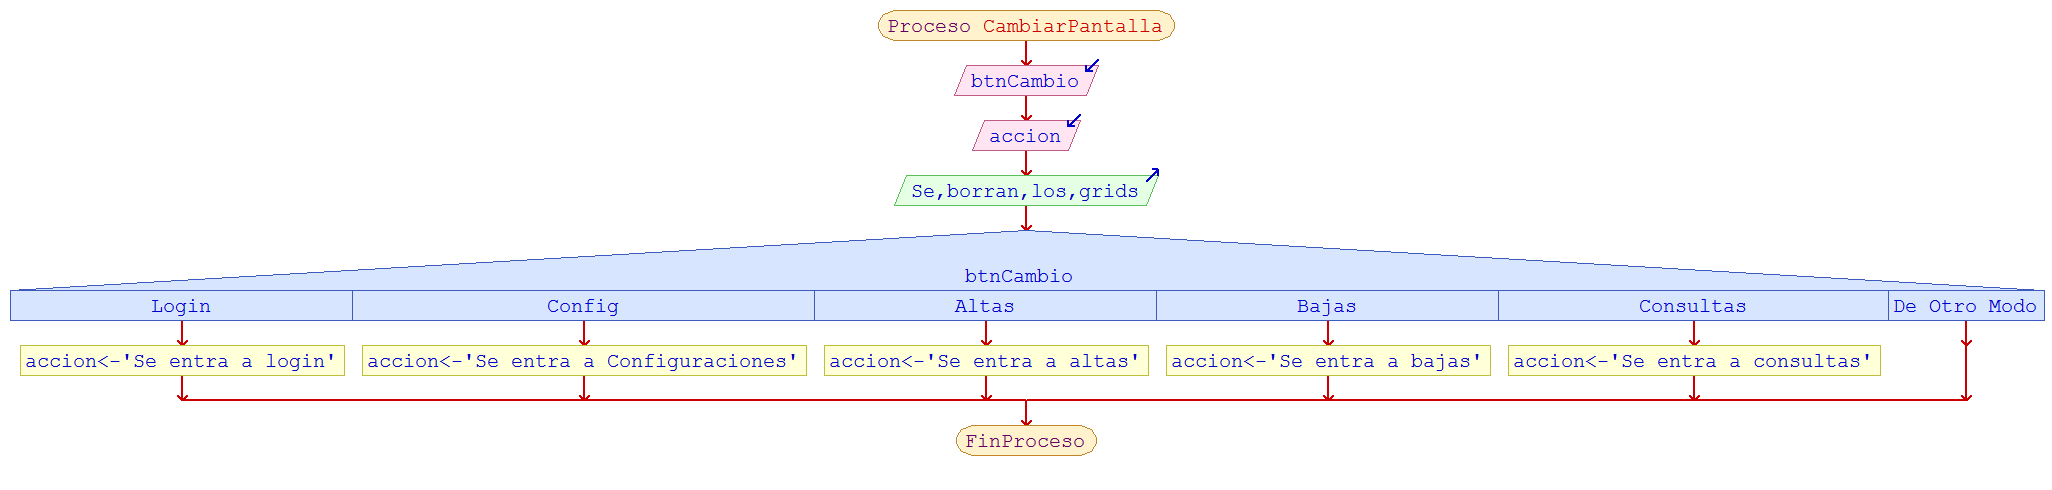 Proceso CambiarPantalla
btnCambio
accion
Se,borran,los,grids
btnCambio
Login Config Altas Bajas Consultas De Otro Modo
accion<-'Se entra a login' accion<-'Se entra a Configuraciones' accion<-'Se entra a altas' accion<-'Se entra a bajas' accion<-'Se entra a consultas'
FinProceso